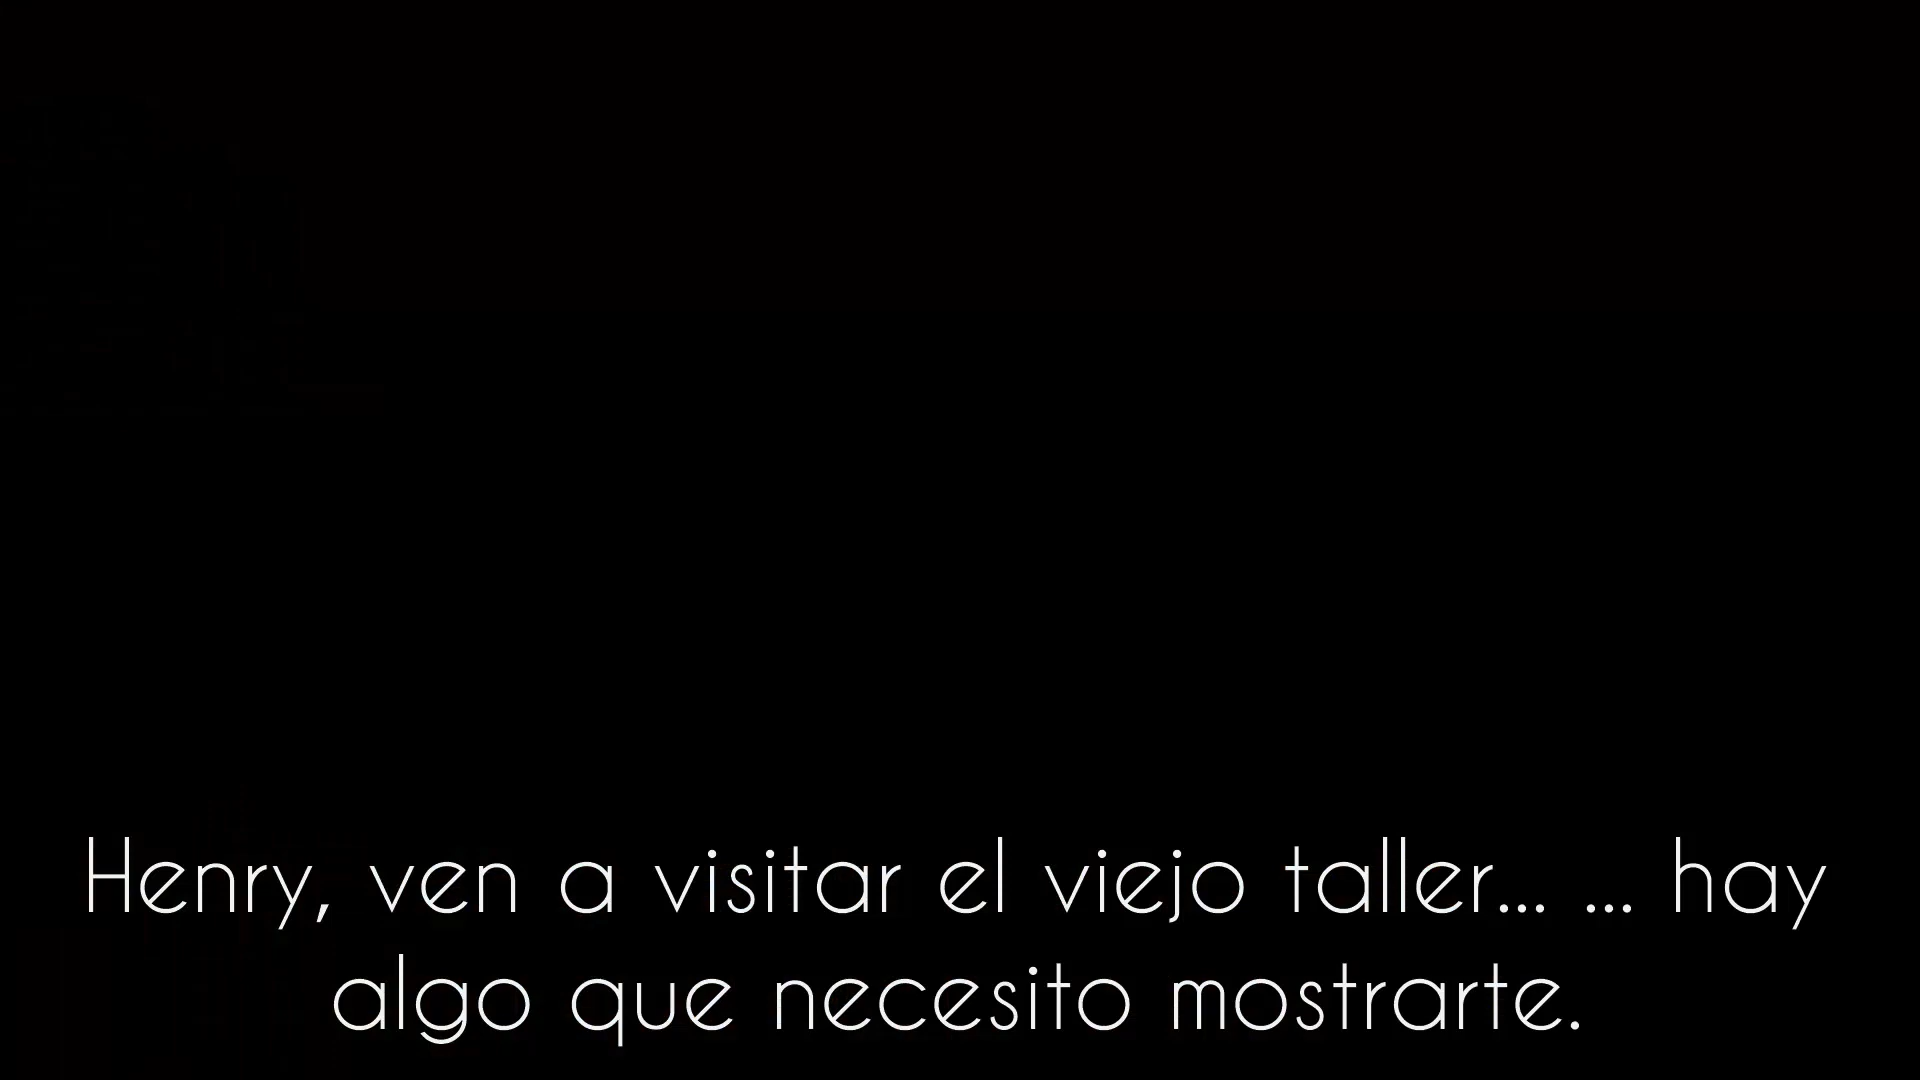 Henry, ven a visitar el viejo taller... ... hay
algo que necesito mostrarte.